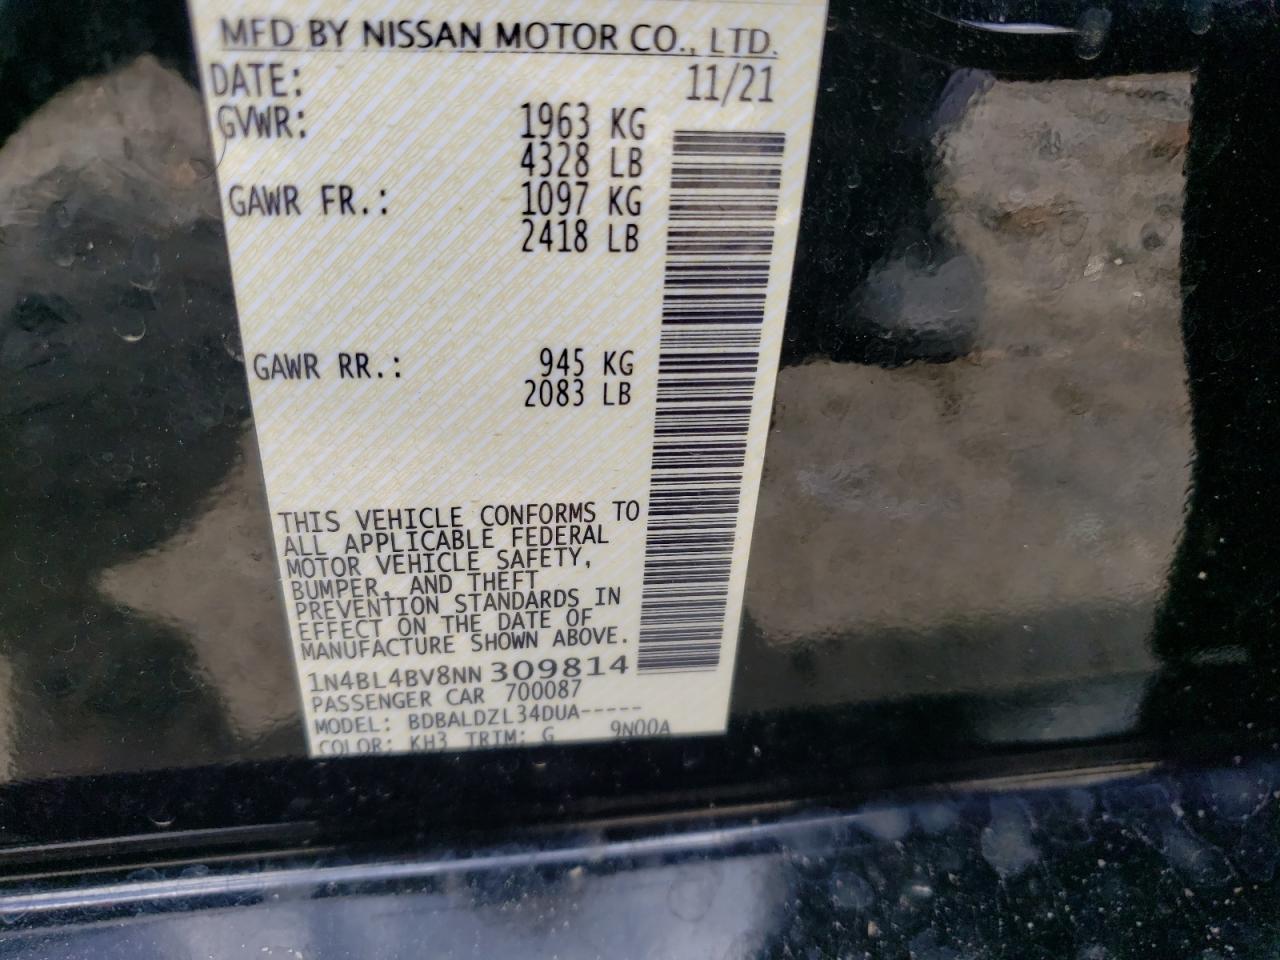 MFD BY NISSAN MOTOR CO., LTD.
DATE: 11/21
GVWR: 1963 KG
4328 LB
GAWR FR.: 1097 KG
2418 LB
GAWR RR.: 945 KG
2083 LB
THIS VEHICLE CONFORMS TO
ALL APPLICABLE FEDERAL
MOTOR VEHICLE SAFETY,
BUMPER, AND THEFT
PREVENTION STANDARDS IN
EFFECT ON THE DATE OF
MANUFACTURE SHOWN ABOVE.
1N4BL4BV8NN309814
PASSENGER CAR 700087
MODEL: BDBALDZL34DUA-----
COLOR: KH3 TRIM: G 9N00A